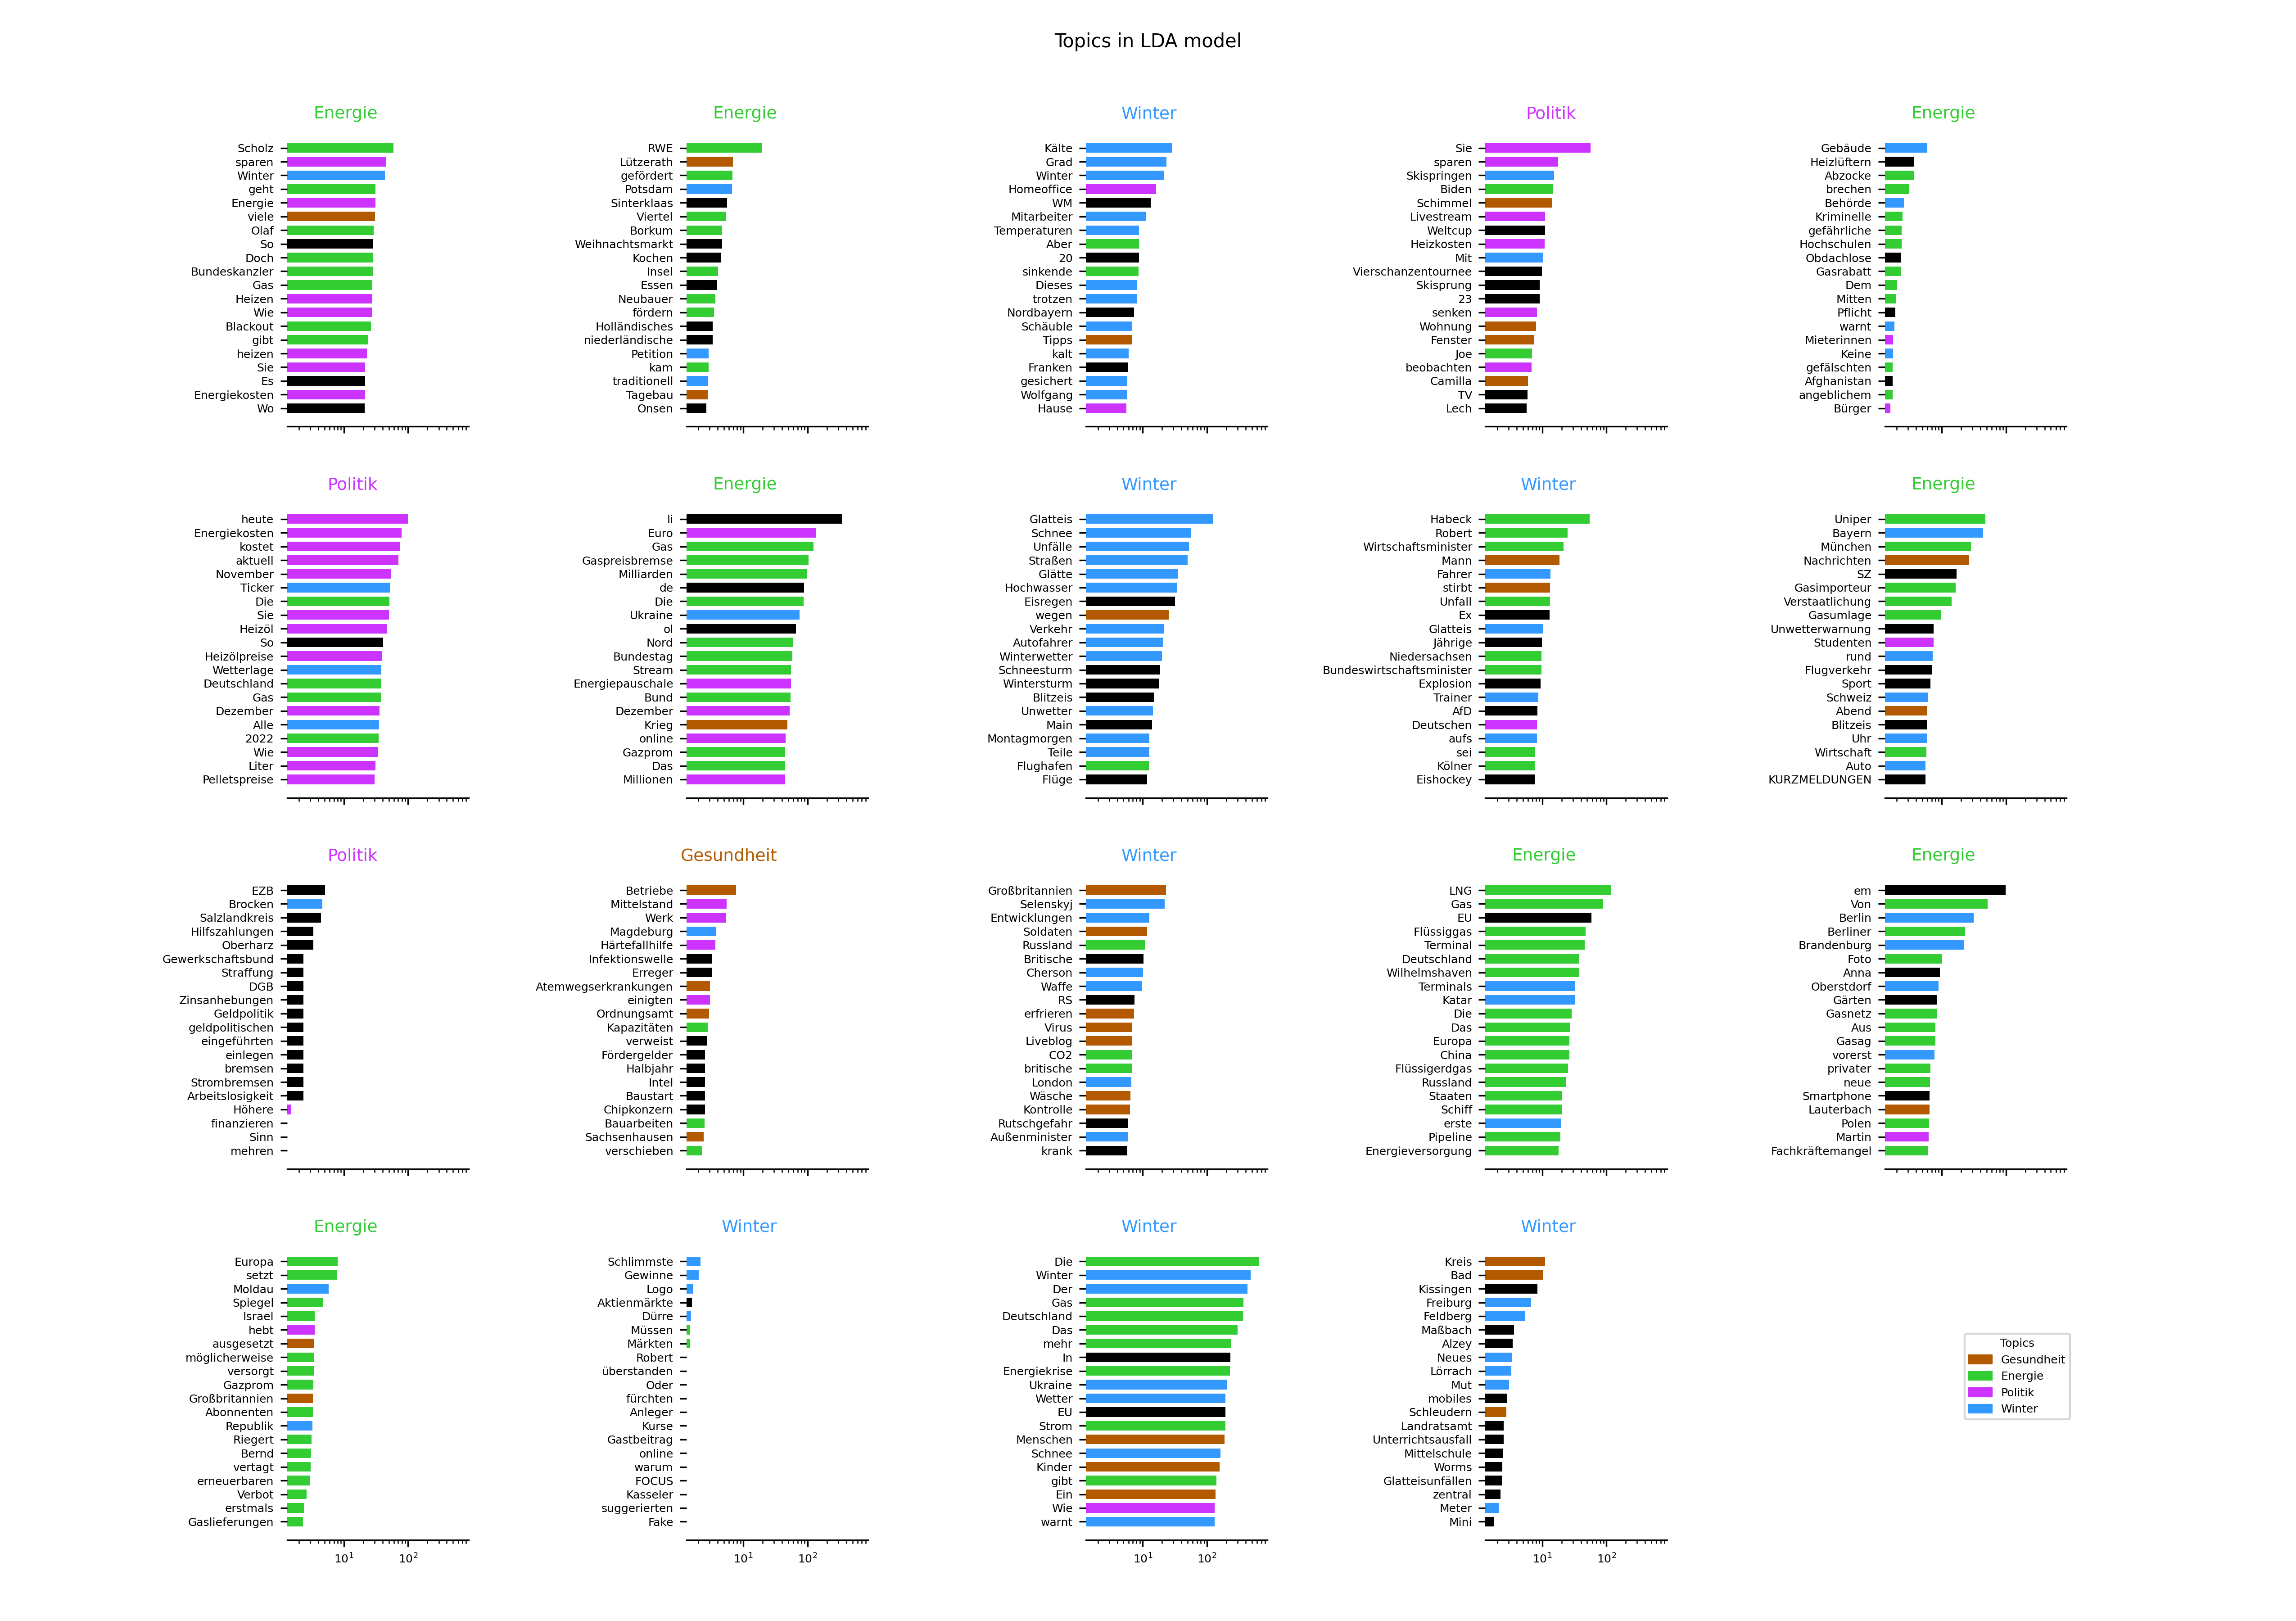 Topics in LDA model
Energie
Scholz
sparen
Winter
geht
Energie
viele
Olaf
So
Doch
Bundeskanzler
Gas
Heizen
Wie
Blackout
gibt
heizen
Sie
Es
Energiekosten
Wo
Energie
RWE
Lützerath
gefördert
Potsdam
Sinterklaas
Viertel
Borkum
Weihnachtsmarkt
Kochen
Insel
Essen
Neubauer
fördern
Holländisches
niederländische
Petition
kam
traditionell
Tagebau
Onsen
Winter
Kälte
Grad
Winter
Homeoffice
WM
Mitarbeiter
Temperaturen
Aber
20
sinkende
Dieses
trotzen
Nordbayern
Schäuble
Tipps
kalt
Franken
gesichert
Wolfgang
Hause
Politik
Sie
sparen
Skispringen
Biden
Schimmel
Livestream
Weltcup
Heizkosten
Mit
Vierschanzentournee
Skisprung
23
senken
Wohnung
Fenster
Joe
beobachten
Camilla
TV
Lech
Energie
Gebäude
Heizlüftern
Abzocke
brechen
Behörde
Kriminelle
gefährliche
Hochschulen
Obdachlose
Gasrabatt
Dem
Mitten
Pflicht
warnt
Mieterinnen
Keine
gefälschten
Afghanistan
angeblichem
Bürger
Politik
heute
Energiekosten
kostet
aktuell
November
Ticker
Die
Sie
Heizöl
So
Heizölpreise
Wetterlage
Deutschland
Gas
Dezember
Alle
2022
Wie
Liter
Pelletspreise
Energie
li
Euro
Gas
Gaspreisbremse
Milliarden
de
Die
Ukraine
ol
Nord
Bundestag
Stream
Energiepauschale
Bund
Dezember
Krieg
online
Gazprom
Das
Millionen
Winter
Glatteis
Schnee
Unfälle
Straßen
Glätte
Hochwasser
Eisregen
wegen
Verkehr
Autofahrer
Winterwetter
Schneesturm
Wintersturm
Blitzeis
Unwetter
Main
Montagmorgen
Teile
Flughafen
Flüge
Winter
Habeck
Robert
Wirtschaftsminister
Mann
Fahrer
stirbt
Unfall
Ex
Glatteis
Jährige
Niedersachsen
Bundeswirtschaftsminister
Explosion
Trainer
AfD
Deutschen
aufs
sei
Kölner
Eishockey
Energie
Uniper
Bayern
München
Nachrichten
SZ
Gasimporteur
Verstaatlichung
Gasumlage
Unwetterwarnung
Studenten
rund
Flugverkehr
Sport
Schweiz
Abend
Blitzeis
Uhr
Wirtschaft
Auto
KURZMELDUNGEN
Politik
EZB
Brocken
Salzlandkreis
Hilfszahlungen
Oberharz
Gewerkschaftsbund
Straffung
DGB
Zinsanhebungen
Geldpolitik
geldpolitischen
eingeführten
einlegen
bremsen
Strombremsen
Arbeitslosigkeit
Höhere
finanzieren
Sinn
mehren
Gesundheit
Betriebe
Mittelstand
Werk
Magdeburg
Härtefallhilfe
Infektionswelle
Erreger
Atemwegserkrankungen
einigten
Ordnungsamt
Kapazitäten
verweist
Fördergelder
Halbjahr
Intel
Baustart
Chipkonzern
Bauarbeiten
Sachsenhausen
verschieben
Winter
Großbritannien
Selenskyj
Entwicklungen
Soldaten
Russland
Britische
Cherson
Waffe
RS
erfrieren
Virus
Liveblog
CO2
britische
London
Wäsche
Kontrolle
Rutschgefahr
Außenminister
krank
Energie
LNG
Gas
EU
Flüssiggas
Terminal
Deutschland
Wilhelmshaven
Terminals
Katar
Die
Das
Europa
China
Flüssigerdgas
Russland
Staaten
Schiff
erste
Pipeline
Energieversorgung
Energie
em
Von
Berlin
Berliner
Brandenburg
Foto
Anna
Oberstdorf
Gärten
Gasnetz
Aus
Gasag
vorerst
privater
neue
Smartphone
Lauterbach
Polen
Martin
Fachkräftemangel
Energie
Europa
setzt
Moldau
Spiegel
Israel
hebt
ausgesetzt
möglicherweise
versorgt
Gazprom
Großbritannien
Abonnenten
Republik
Riegert
Bernd
vertagt
erneuerbaren
Verbot
erstmals
Gaslieferungen
10¹ 10²
Winter
Schlimmste
Gewinne
Logo
Aktienmärkte
Dürre
Müssen
Märkten
Robert
überstanden
Oder
fürchten
Anleger
Kurse
Gastbeitrag
online
warum
FOCUS
Kasseler
suggerierten
Fake
10¹ 10²
Winter
Die
Winter
Der
Gas
Deutschland
Das
mehr
In
Energiekrise
Ukraine
Wetter
EU
Strom
Menschen
Schnee
Kinder
gibt
Ein
Wie
warnt
10¹ 10²
Winter
Kreis
Bad
Kissingen
Freiburg
Feldberg
Maßbach
Alzey
Neues
Lörrach
Mut
mobiles
Schleudern
Landratsamt
Unterrichtsausfall
Mittelschule
Worms
Glatteisunfällen
zentral
Meter
Mini
10¹ 10²
Topics
Gesundheit
Energie
Politik
Winter